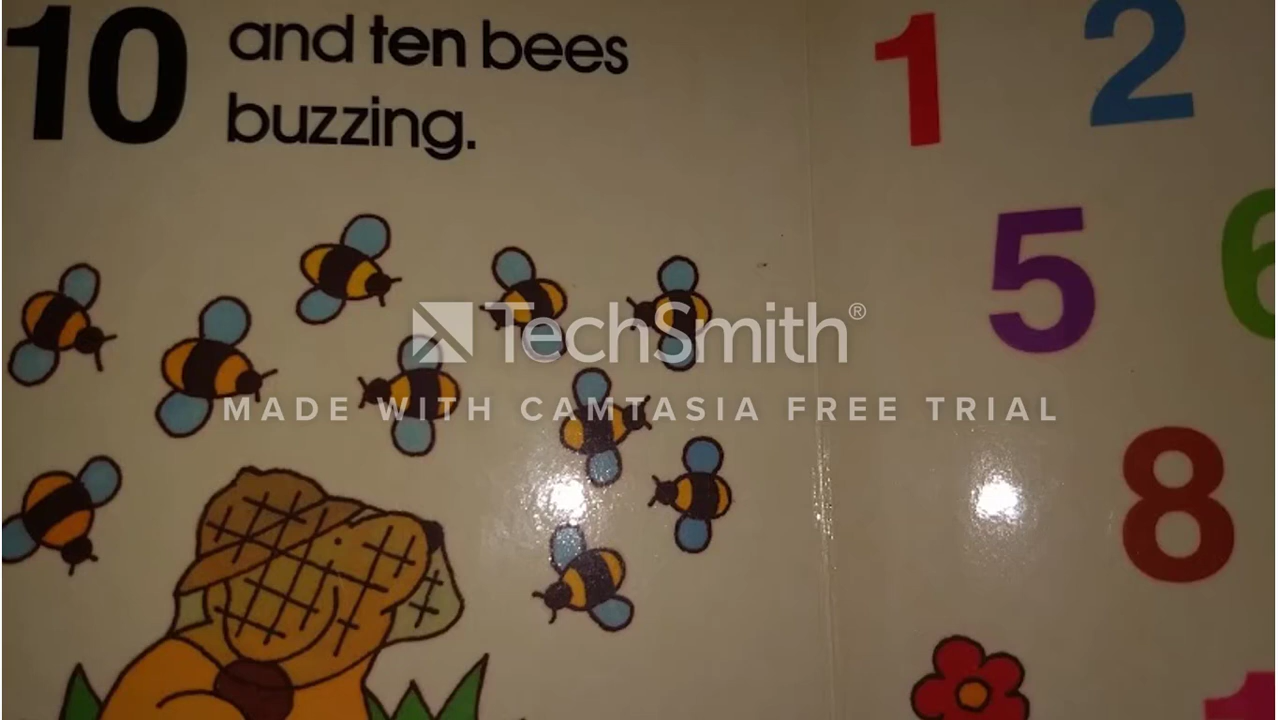 10 and ten bees
buzzing.
1 2
5 6
8
TechSmith®
MADE WITH CAMTASIA FREE TRIAL